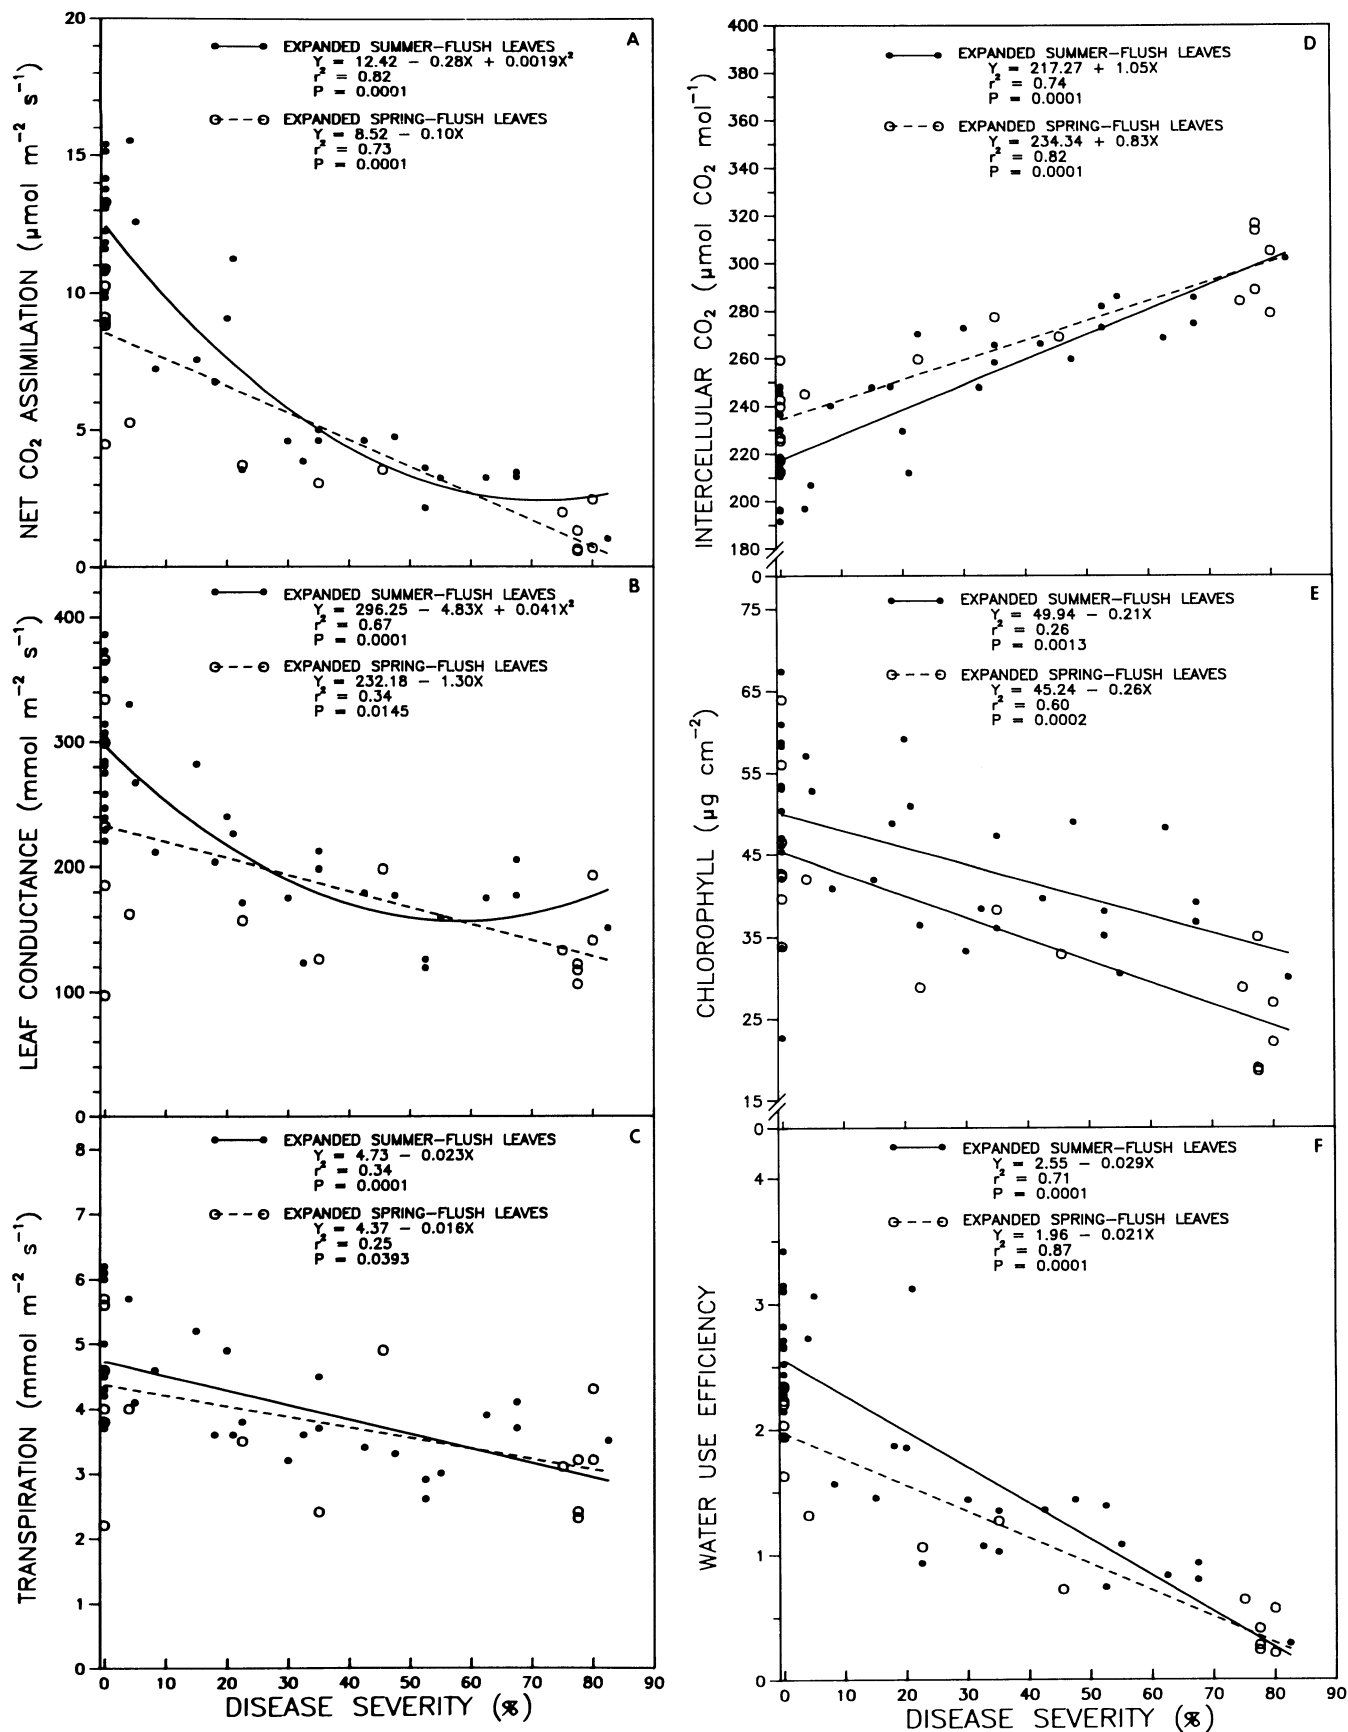 A
EXPANDED SUMMER-FLUSH LEAVES
Y = 12.42 - 0.28X + 0.0019X²
r² = 0.82
P = 0.0001
EXPANDED SPRING-FLUSH LEAVES
Y = 8.52 - 0.10X
r² = 0.73
P = 0.0001
NET CO₂ ASSIMILATION (μmol m⁻² s⁻¹)
20
15
10
5
0
B
EXPANDED SUMMER-FLUSH LEAVES
Y = 296.25 - 4.83X + 0.041X²
r² = 0.67
P = 0.0001
EXPANDED SPRING-FLUSH LEAVES
Y = 232.18 - 1.30X
r² = 0.34
P = 0.0145
LEAF CONDUCTANCE (mmol m⁻² s⁻¹)
400
300
200
100
0
C
EXPANDED SUMMER-FLUSH LEAVES
Y = 4.73 - 0.023X
r² = 0.34
P = 0.0001
EXPANDED SPRING-FLUSH LEAVES
Y = 4.37 - 0.016X
r² = 0.25
P = 0.0393
TRANSPIRATION (mmol m⁻² s⁻¹)
8
7
6
5
4
3
2
1
0
0 10 20 30 40 50 60 70 80 90
DISEASE SEVERITY (%)
D
EXPANDED SUMMER-FLUSH LEAVES
Y = 217.27 + 1.05X
r² = 0.74
P = 0.0001
EXPANDED SPRING-FLUSH LEAVES
Y = 234.34 + 0.83X
r² = 0.82
P = 0.0001
INTERCELLULAR CO₂ (μmol CO₂ mol⁻¹)
400
380
360
340
320
300
280
260
240
220
200
180
0
E
EXPANDED SUMMER-FLUSH LEAVES
Y = 49.94 - 0.21X
r² = 0.26
P = 0.0013
EXPANDED SPRING-FLUSH LEAVES
Y = 45.24 - 0.26X
r² = 0.60
P = 0.0002
CHLOROPHYLL (μg cm⁻²)
75
65
55
45
35
25
15
0
F
EXPANDED SUMMER-FLUSH LEAVES
Y = 2.55 - 0.029X
r² = 0.71
P = 0.0001
EXPANDED SPRING-FLUSH LEAVES
Y = 1.96 - 0.021X
r² = 0.87
P = 0.0001
WATER USE EFFICIENCY
4
3
2
1
0
0 10 20 30 40 50 60 70 80 90
DISEASE SEVERITY (%)